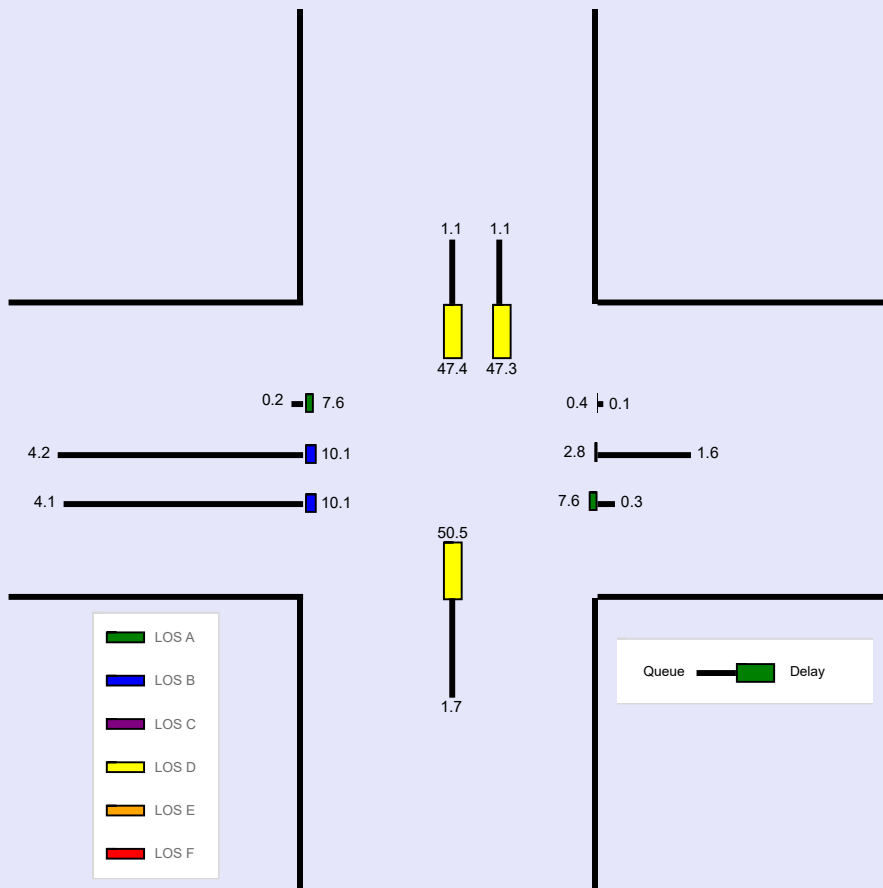 1.1 1.1
47.4 47.3
0.2 7.6 0.4 0.1
4.2 10.1 2.8 1.6
4.1 10.1 7.6 0.3
50.5
1.7
LOS A
LOS B
LOS C
LOS D
LOS E
LOS F
Queue Delay